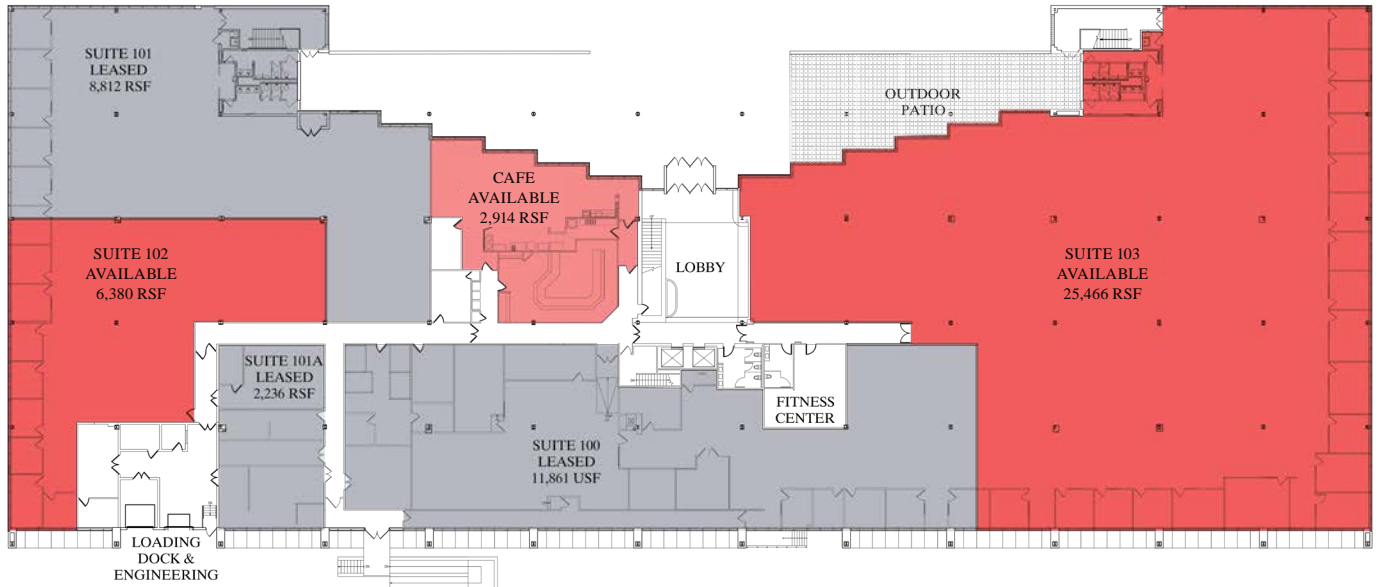 SUITE 101
LEASED
8,812 RSF
OUTDOOR
PATIO
CAFE
AVAILABLE
2,914 RSF
SUITE 102
AVAILABLE
6,380 RSF
LOBBY
SUITE 103
AVAILABLE
25,466 RSF
SUITE 101A
LEASED
2,236 RSF
FITNESS
CENTER
SUITE 100
LEASED
11,861 USF
LOADING
DOCK &
ENGINEERING